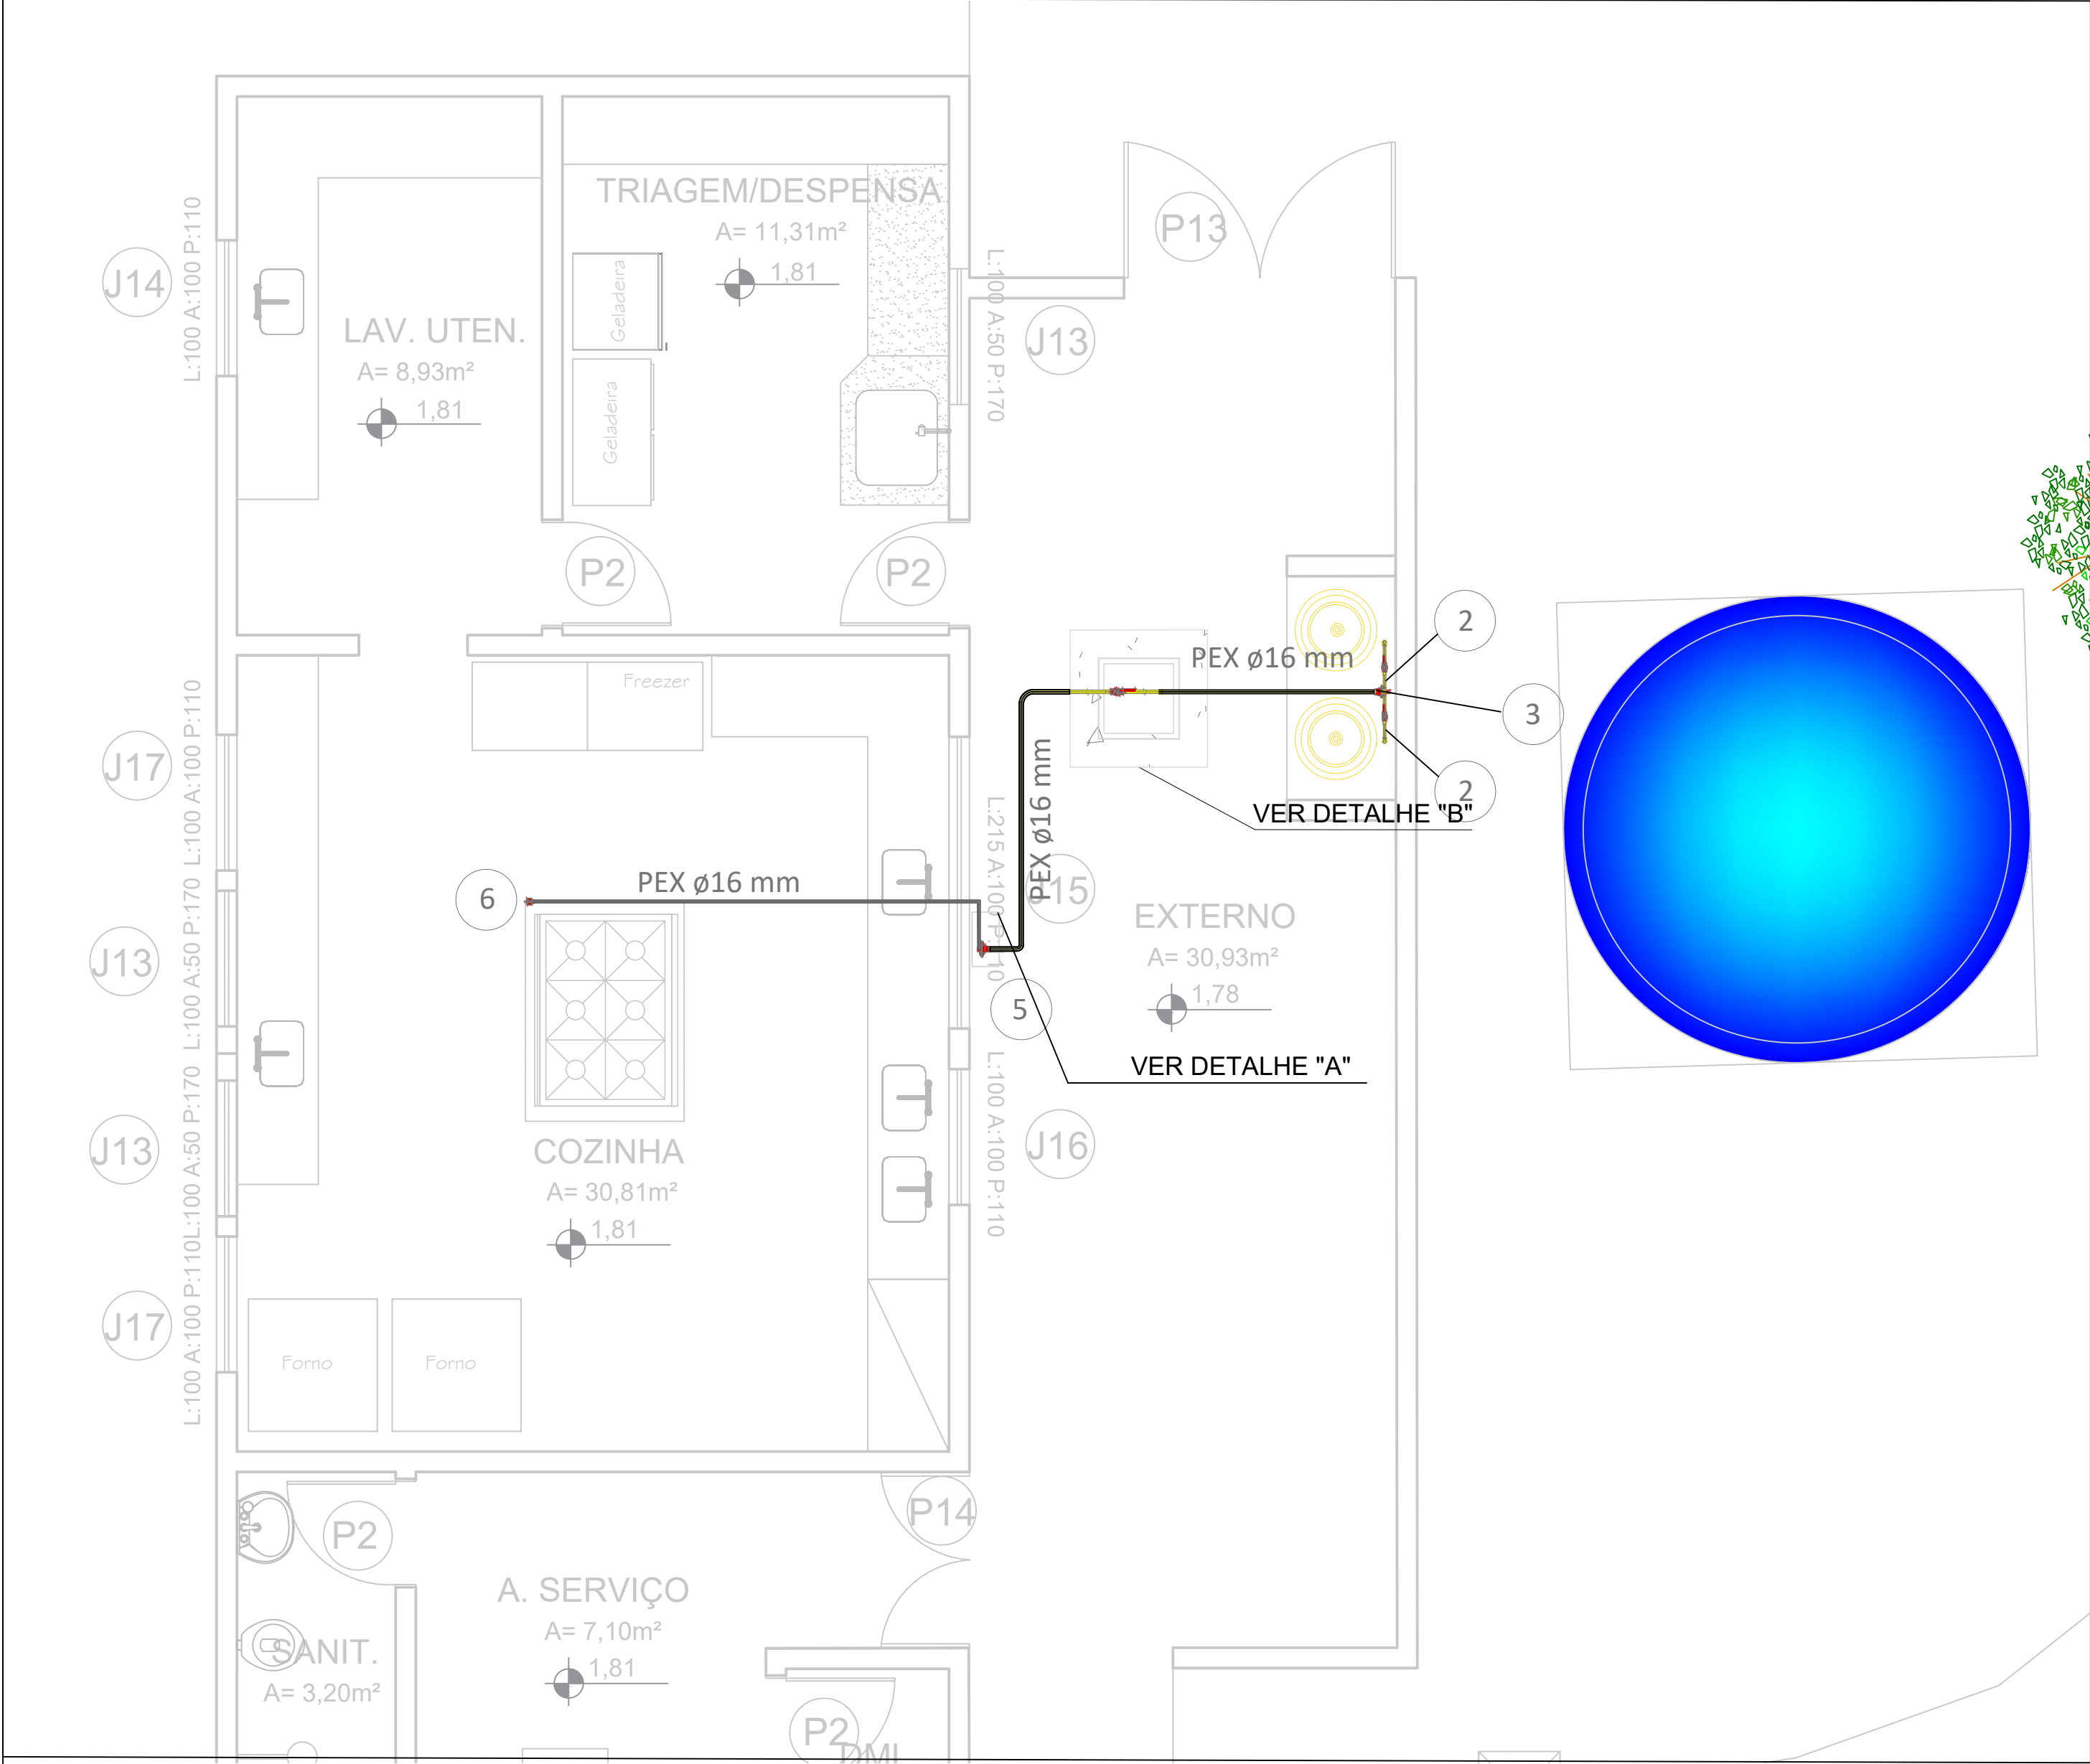 TRIAGEM/DESPENSA
A= 11,31m²
1,81
P13
L:100 A:100 P:110
J14
Geladeira
L:100 A:50 P:170
J13
LAV. UTEN.
A= 8,93m²
1,81
Geladeira
P2
P2
2
PEX ø16 mm
3
Freezer
L:100 A:100 P:110
J17
PEX ø16 mm
2
VER DETALHE "B"
L:215 A:100 P:110
J15
PEX ø16 mm
6
EXTERNO
A= 30,93m²
1,78
L:100 A:50 P:170
J13
5
VER DETALHE "A"
L:100 A:50 P:170
J13
L:100 A:100 P:110
J16
COZINHA
A= 30,81m²
1,81
L:100 A:100 P:110
J17
Forno
Forno
P14
P2
A. SERVIÇO
A= 7,10m²
1,81
SANIT.
A= 3,20m²
P2
DML